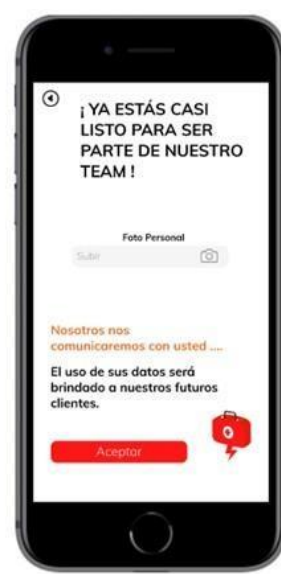 ¡ YA ESTÁS CASI
LISTO PARA SER
PARTE DE NUESTRO
TEAM !
Foto Personal
Subir
Nosotros nos
comunicaremos con usted ....
El uso de sus datos será
brindado a nuestros futuros
clientes.
Aceptar